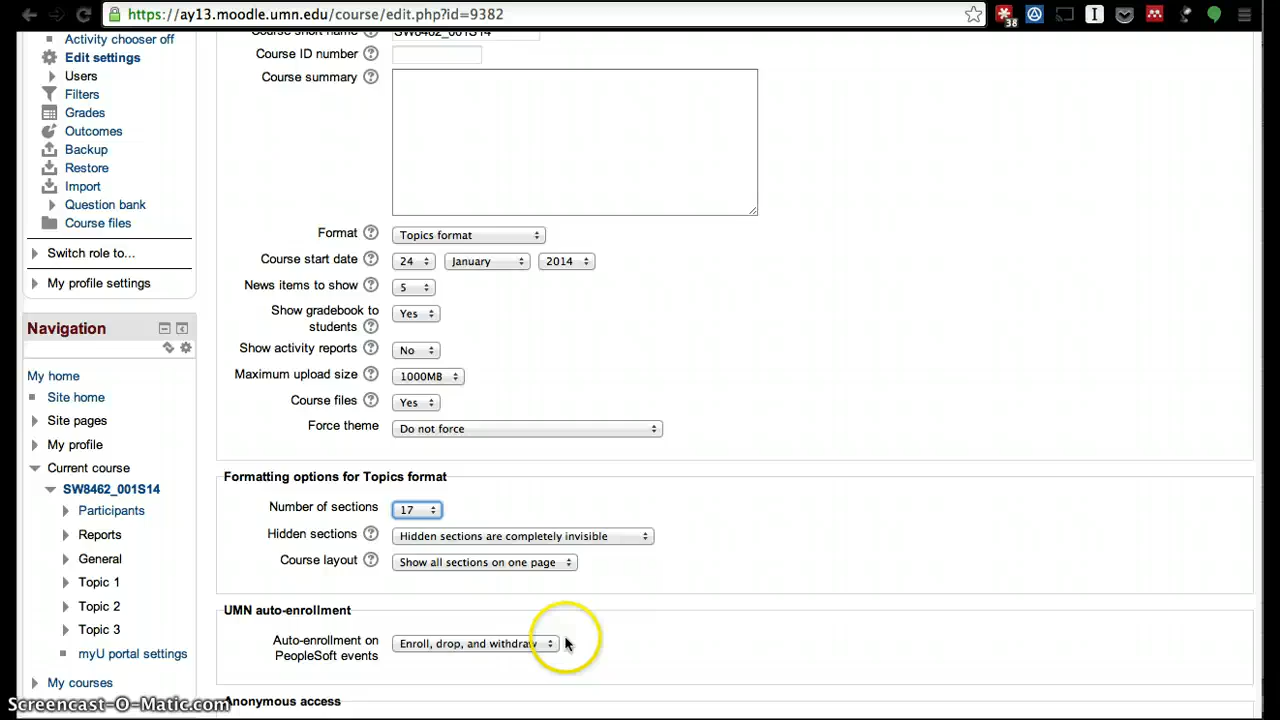 https://ay13.moodle.umn.edu/course/edit.php?id=9382
38
Activity chooser off
Edit settings
Users
Filters
Grades
Outcomes
Backup
Restore
Import
Question bank
Course files
Switch role to...
My profile settings
Navigation
My home
Site home
Site pages
My profile
Current course
SW8462_001S14
Participants
Reports
General
Topic 1
Topic 2
Topic 3
myU portal settings
My courses
Course short name SW8462_001S14
Course ID number
Course summary
Format Topics format
Course start date 24 January 2014
News items to show 5
Show gradebook to
students Yes
Show activity reports No
Maximum upload size 1000MB
Course files Yes
Force theme Do not force
Formatting options for Topics format
Number of sections 17
Hidden sections Hidden sections are completely invisible
Course layout Show all sections on one page
UMN auto-enrollment
Auto-enrollment on
PeopleSoft events Enroll, drop, and withdraw
Anonymous access
Screencast-O-Matic.com